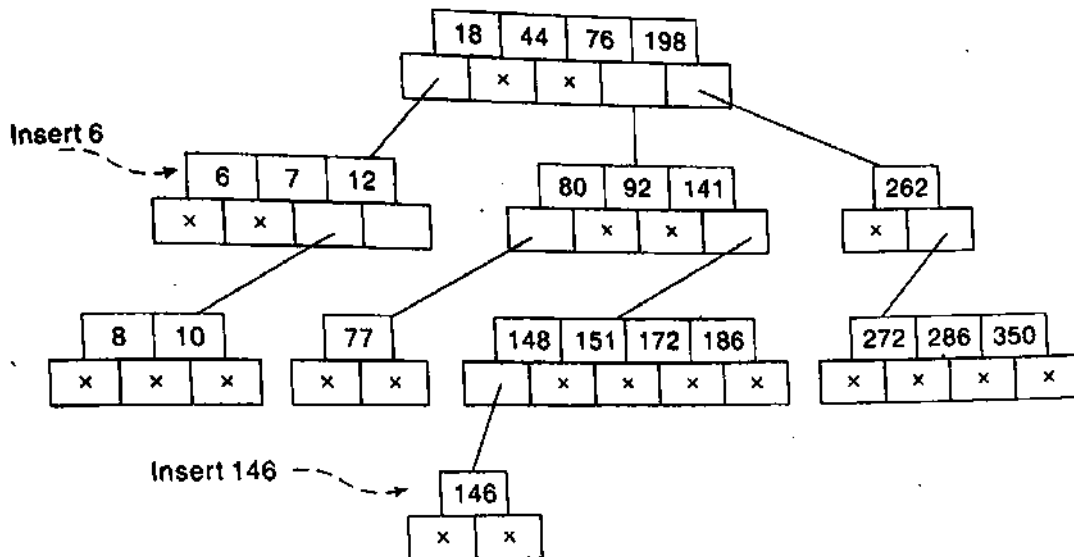 18 44 76 198
× ×
Insert 6
6 7 12
× ×
80 92 141
× ×
262
×
8 10
× × ×
77
× ×
148 151 172 186
× × × ×
272 286 350
× × × ×
Insert 146
146
× ×